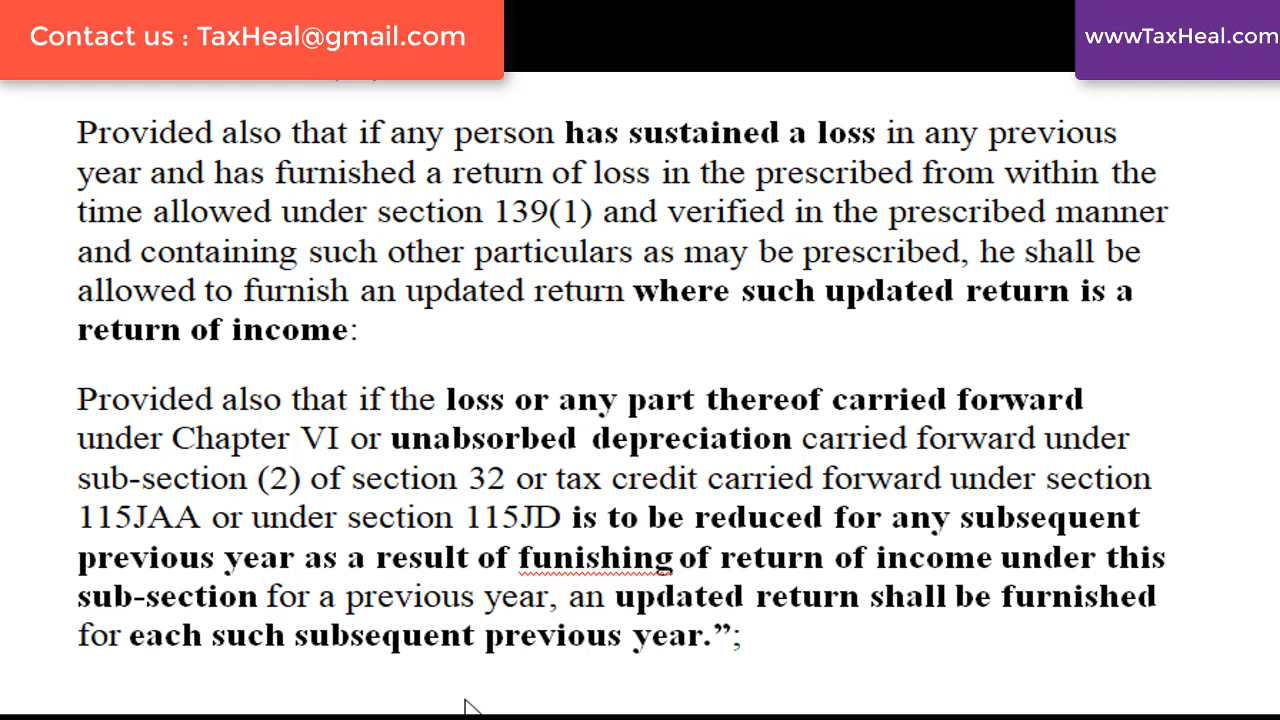 Contact us : TaxHeal@gmail.com
wwwTaxHeal.com
Provided also that if any person has sustained a loss in any previous
year and has furnished a return of loss in the prescribed from within the
time allowed under section 139(1) and verified in the prescribed manner
and containing such other particulars as may be prescribed, he shall be
allowed to furnish an updated return where such updated return is a
return of income:
Provided also that if the loss or any part thereof carried forward
under Chapter VI or unabsorbed depreciation carried forward under
sub-section (2) of section 32 or tax credit carried forward under section
115JAA or under section 115JD is to be reduced for any subsequent
previous year as a result of funishing of return of income under this
sub-section for a previous year, an updated return shall be furnished
for each such subsequent previous year.”;